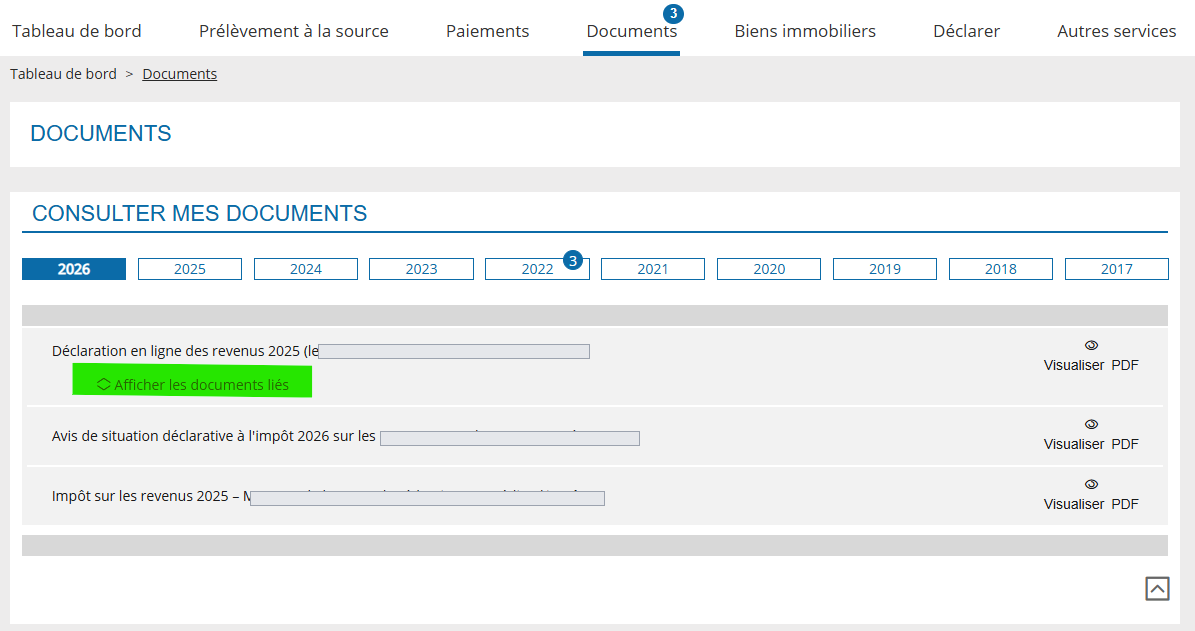 3
Tableau de bord Prélèvement à la source Paiements Documents Biens immobiliers Déclarer Autres services
Tableau de bord > Documents
DOCUMENTS
CONSULTER MES DOCUMENTS
3
2026 2025 2024 2023 2022 2021 2020 2019 2018 2017
Déclaration en ligne des revenus 2025 (le
Visualiser PDF
Afficher les documents liés
Avis de situation déclarative à l'impôt 2026 sur les
Visualiser PDF
Impôt sur les revenus 2025 –
Visualiser PDF